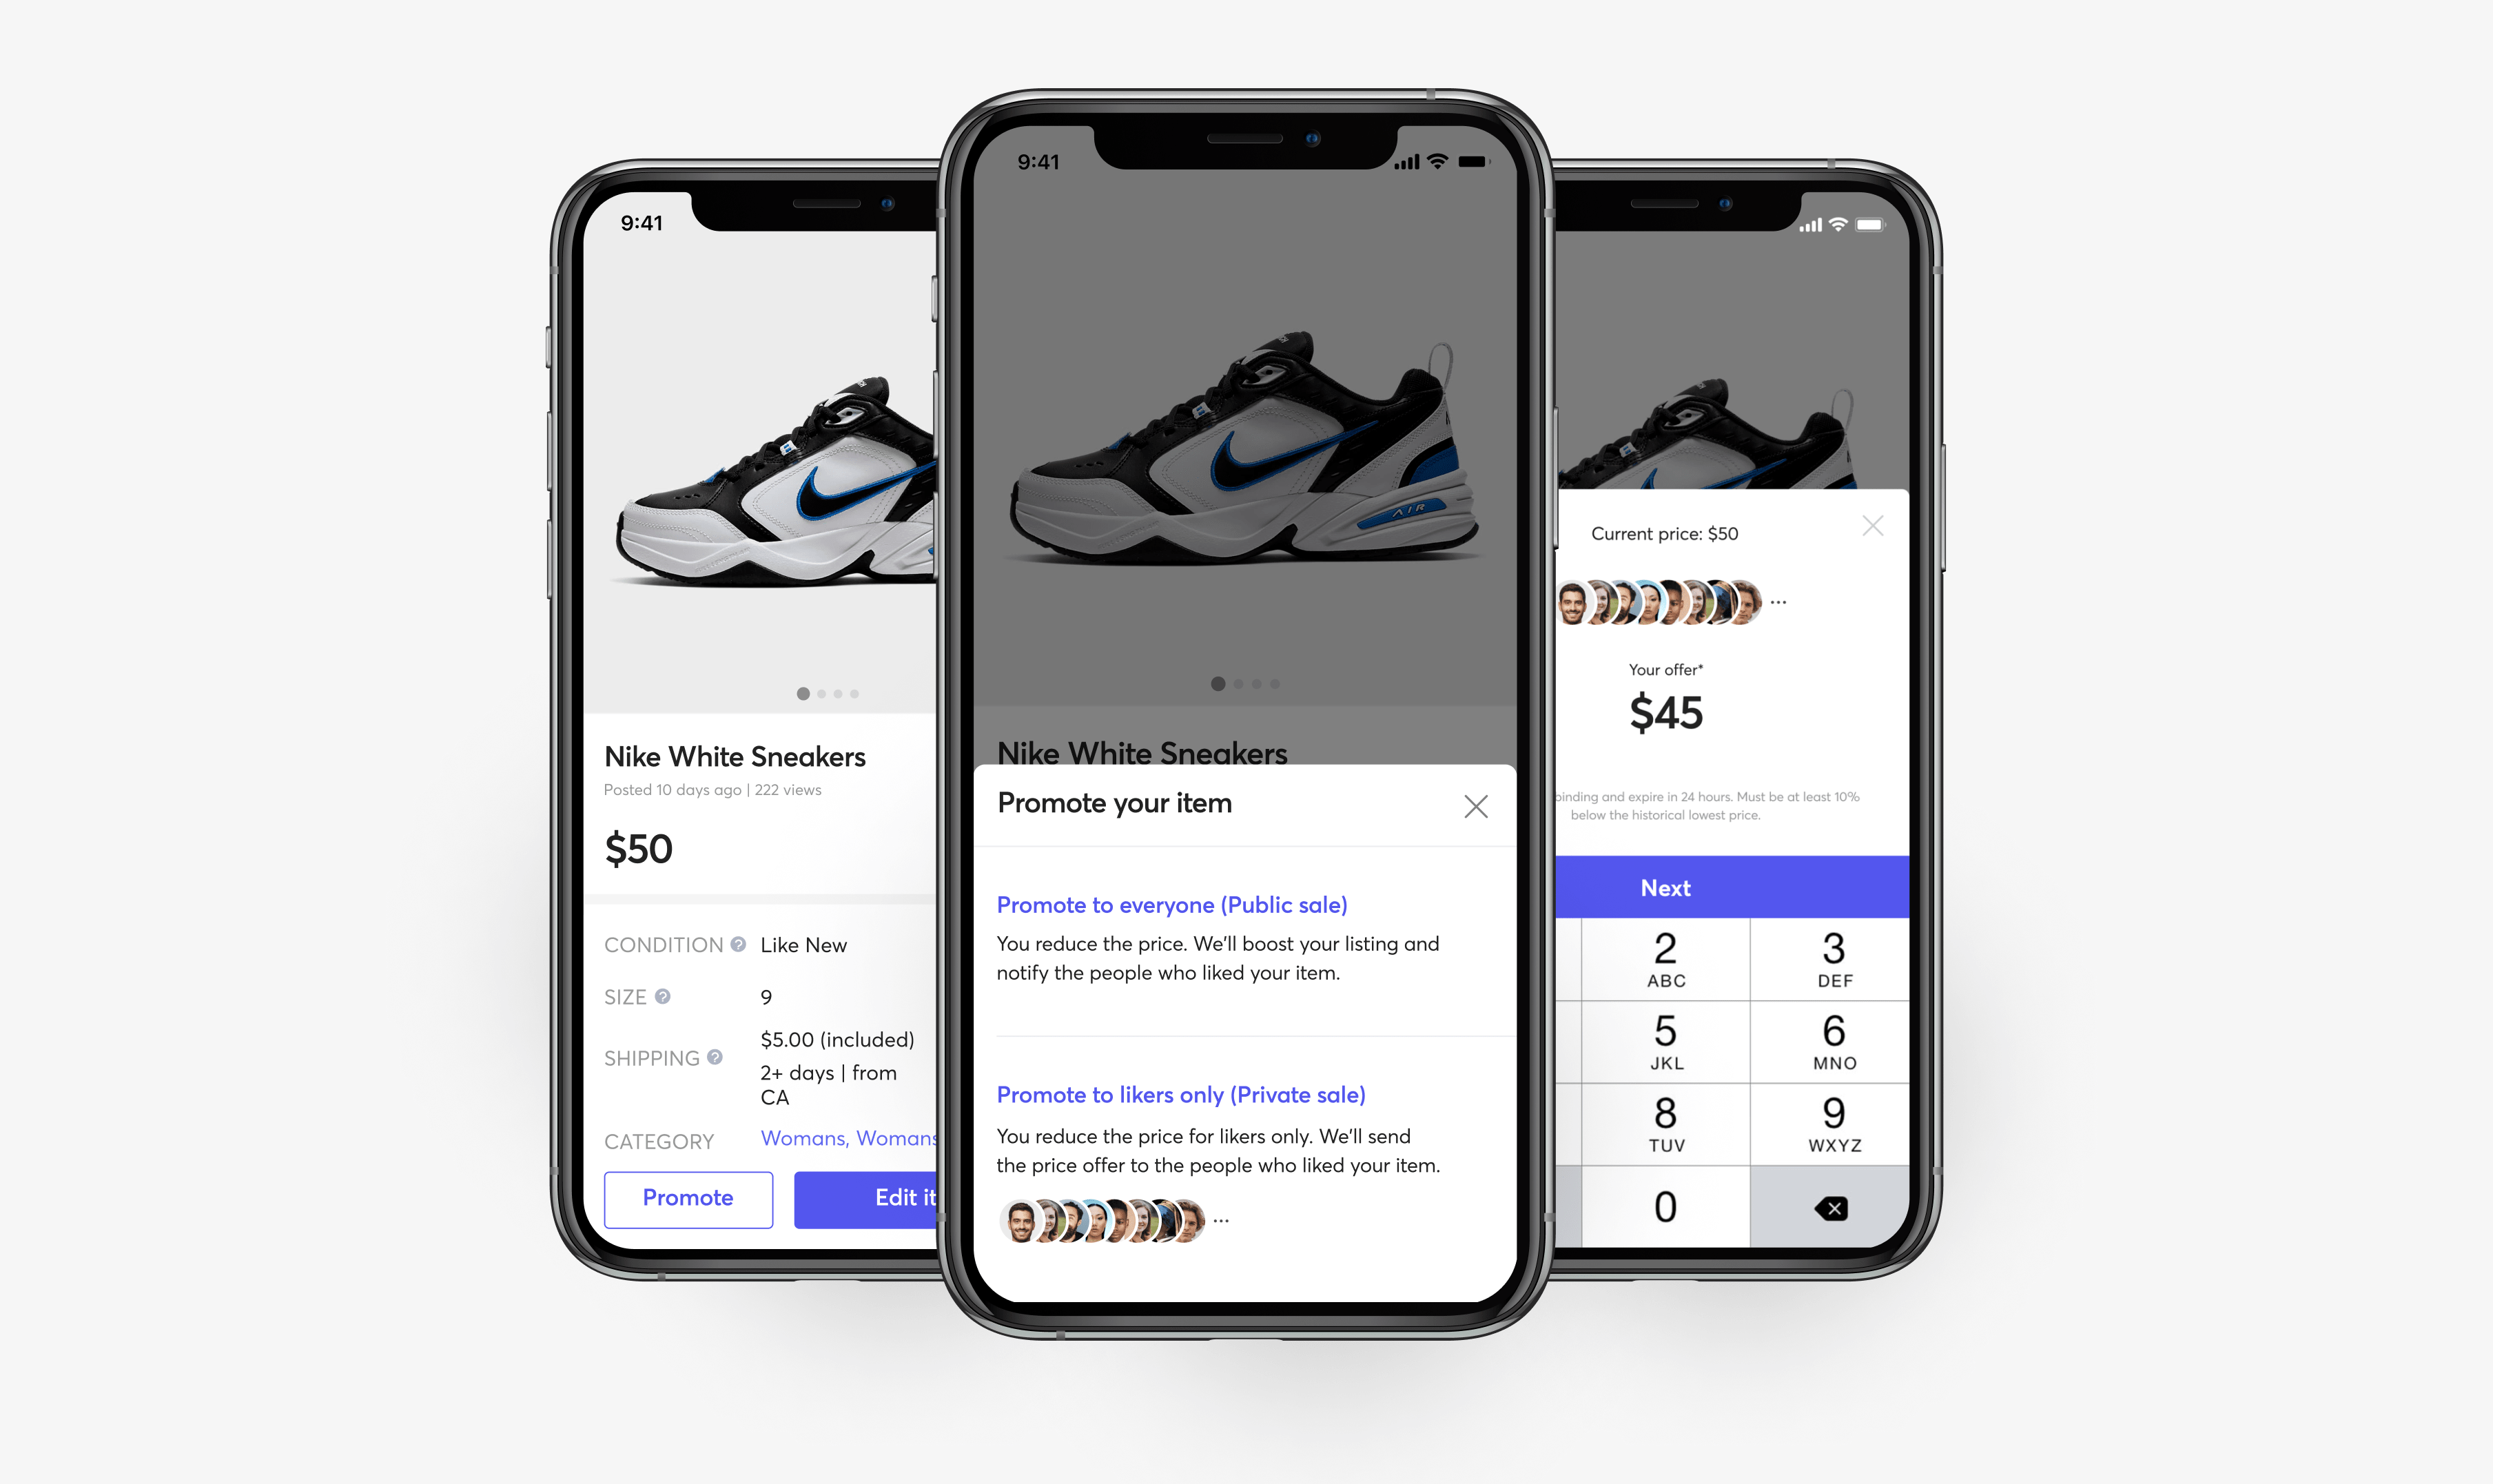 9:41
Nike White Sneakers
Posted 10 days ago | 222 views
$50
CONDITION ? Like New
SIZE ? 9
SHIPPING ? $5.00 (included)
2+ days | from
CA
CATEGORY Womans, Womans
Promote
Edit it
9:41
AIR
Nike White Sneakers
Promote your item
Promote to everyone (Public sale)
You reduce the price. We'll boost your listing and
notify the people who liked your item.
Promote to likers only (Private sale)
You reduce the price for likers only. We'll send
the price offer to the people who liked your item.
...
Current price: $50
...
Your offer*
$45
binding and expire in 24 hours. Must be at least 10%
below the historical lowest price.
Next
2 3
ABC DEF
5 6
JKL MNO
8 9
TUV WXYZ
0